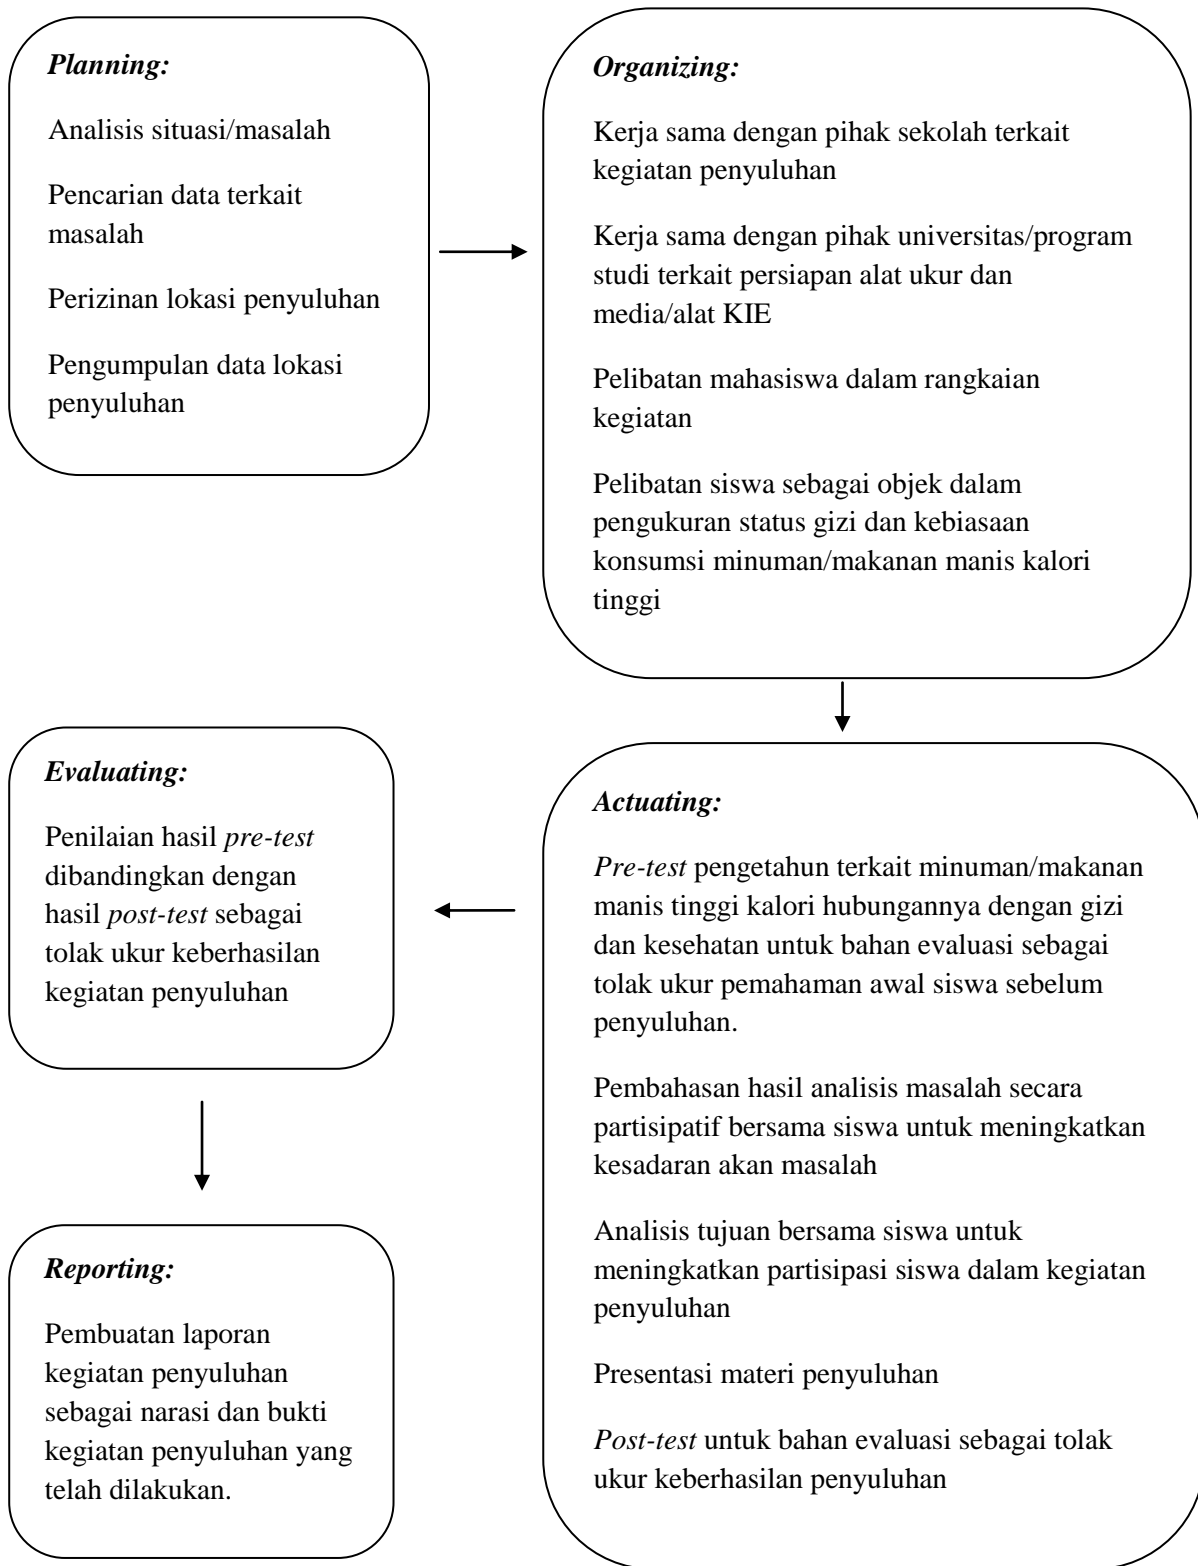 Planning:
Analisis situasi/masalah
Pencarian data terkait
masalah
Perizinan lokasi penyuluhan
Pengumpulan data lokasi
penyuluhan
Organizing:
Kerja sama dengan pihak sekolah terkait
kegiatan penyuluhan
Kerja sama dengan pihak universitas/program
studi terkait persiapan alat ukur dan
media/alat KIE
Pelibatan mahasiswa dalam rangkaian
kegiatan
Pelibatan siswa sebagai objek dalam
pengukuran status gizi dan kebiasaan
konsumsi minuman/makanan manis kalori
tinggi
Actuating:
Pre-test pengetahun terkait minuman/makanan
manis tinggi kalori hubungannya dengan gizi
dan kesehatan untuk bahan evaluasi sebagai
tolak ukur pemahaman awal siswa sebelum
penyuluhan.
Pembahasan hasil analisis masalah secara
partisipatif bersama siswa untuk meningkatkan
kesadaran akan masalah
Analisis tujuan bersama siswa untuk
meningkatkan partisipasi siswa dalam kegiatan
penyuluhan
Presentasi materi penyuluhan
Post-test untuk bahan evaluasi sebagai tolak
ukur keberhasilan penyuluhan
Evaluating:
Penilaian hasil pre-test
dibandingkan dengan
hasil post-test sebagai
tolak ukur keberhasilan
kegiatan penyuluhan
Reporting:
Pembuatan laporan
kegiatan penyuluhan
sebagai narasi dan bukti
kegiatan penyuluhan yang
telah dilakukan.